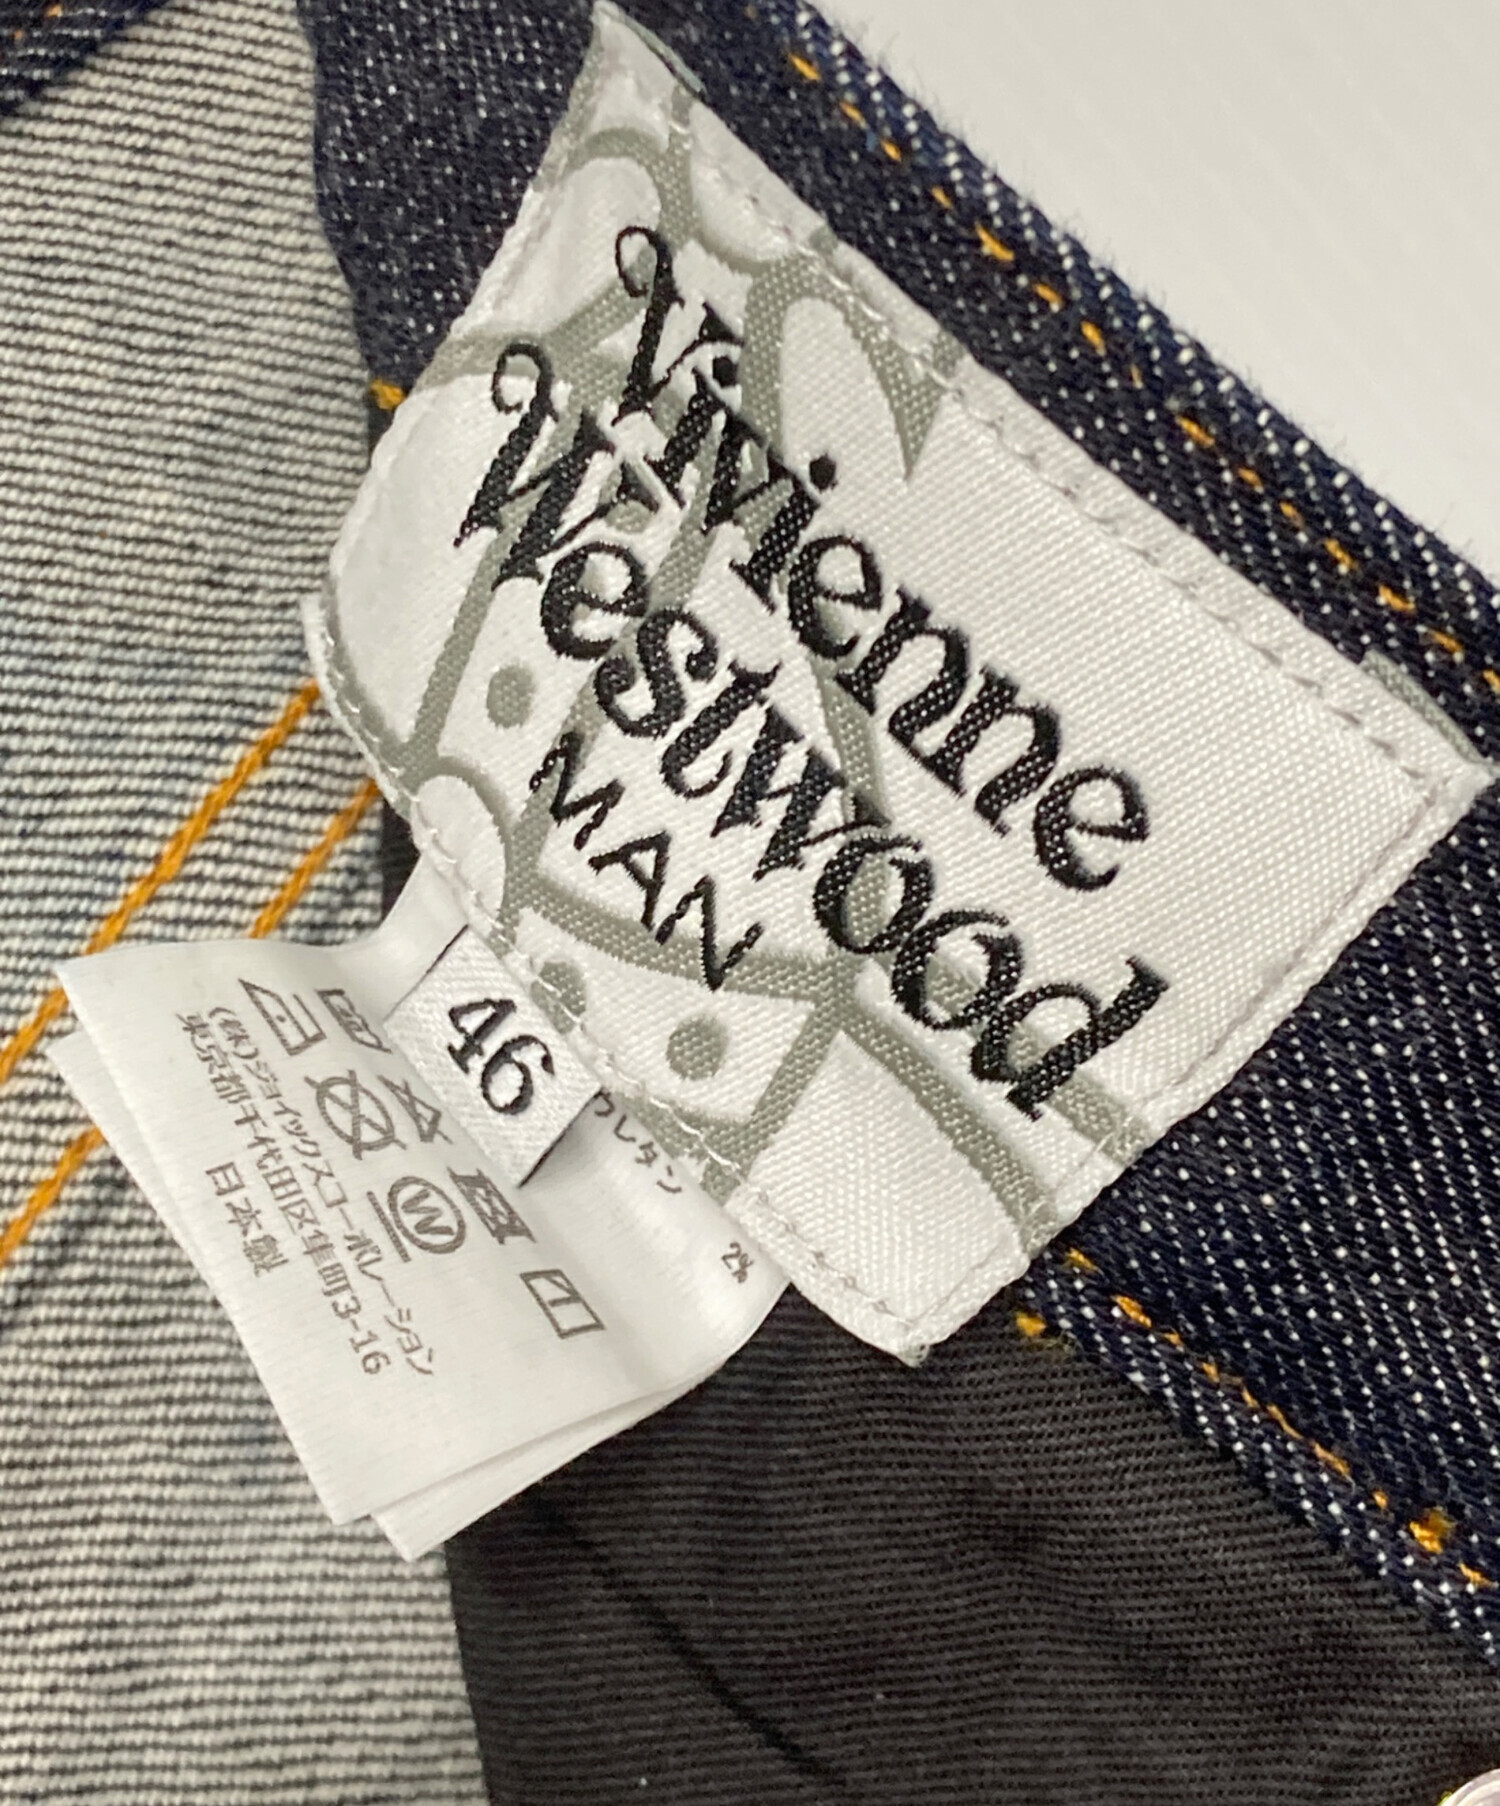 Vivienne
Westwood
MAN
46
ウレタン
2%
W
(株)ジョイックスコーポレーション
東京都千代田区隼町3-16
日本製